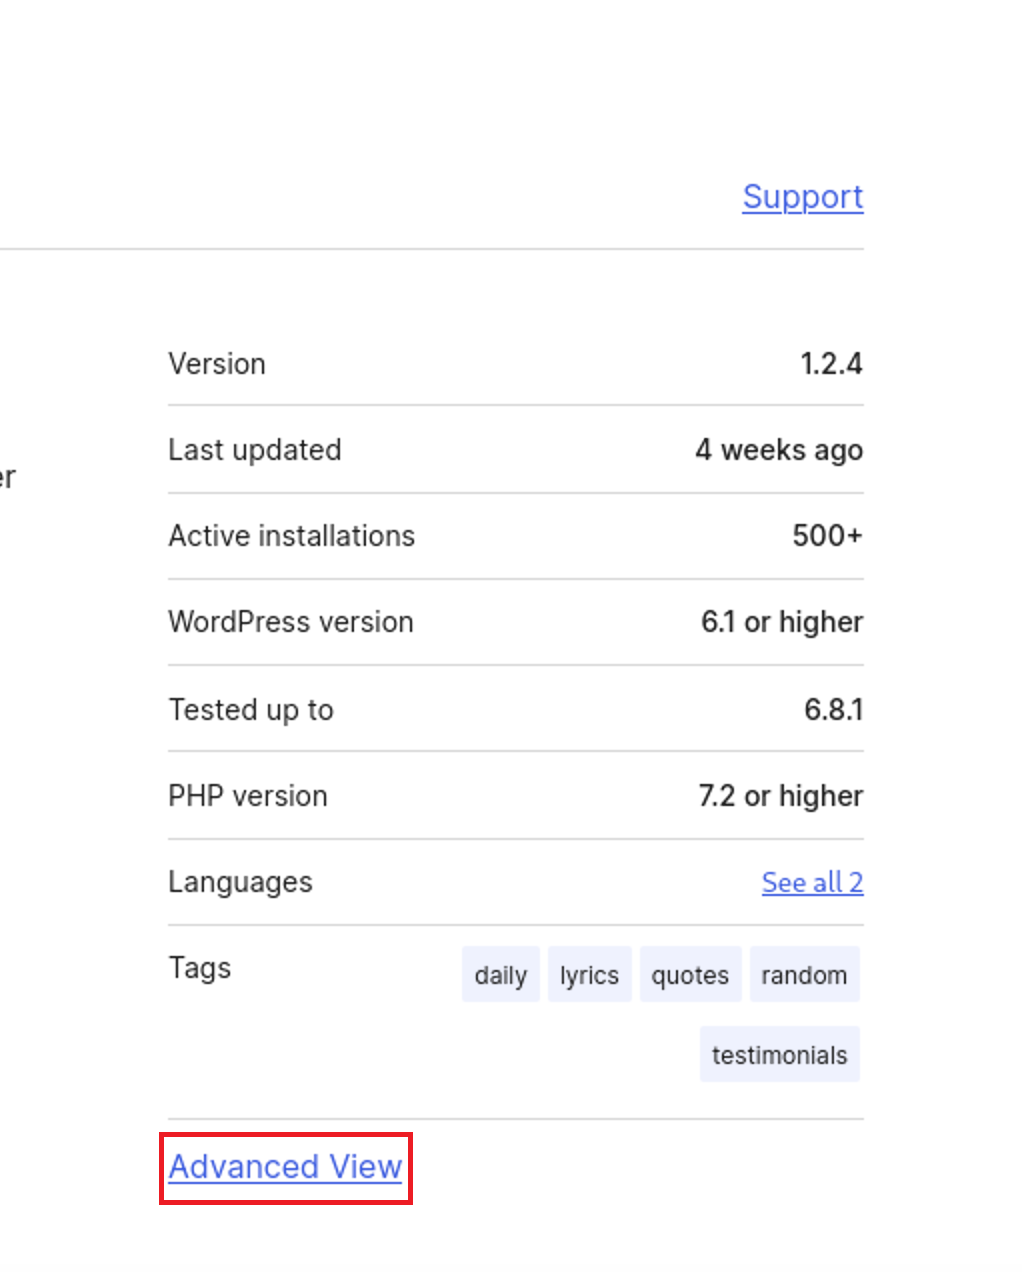 Support
Version 1.2.4
Last updated 4 weeks ago
er
Active installations 500+
WordPress version 6.1 or higher
Tested up to 6.8.1
PHP version 7.2 or higher
Languages See all 2
Tags daily lyrics quotes random
testimonials
Advanced View